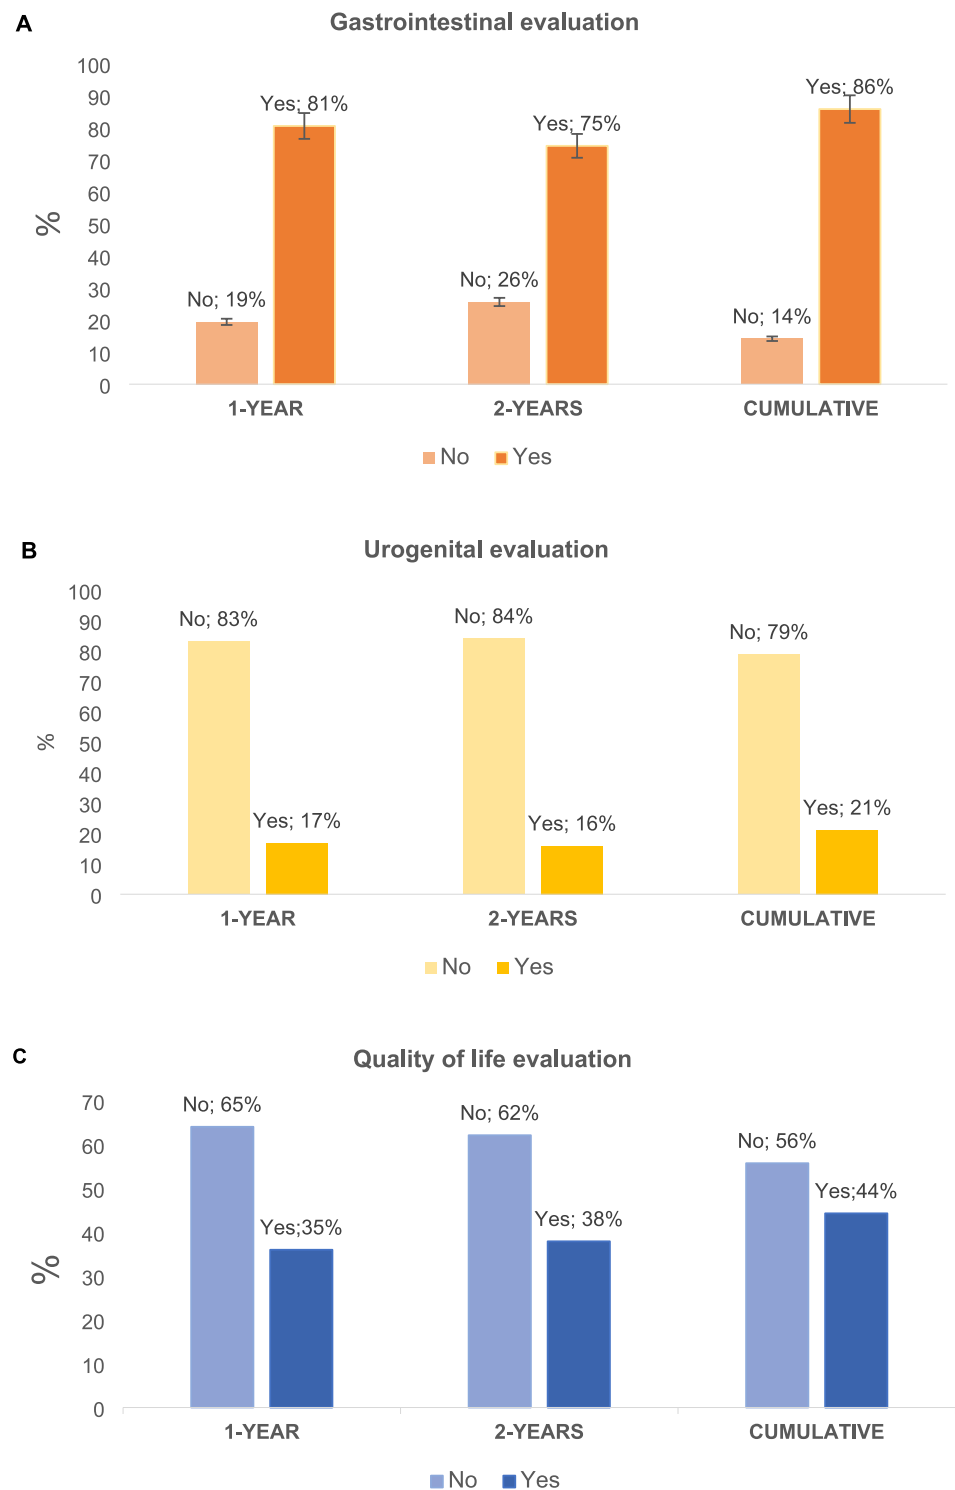 A
Gastrointestinal evaluation
100
90
80
70
60
50
40
30
20
10
0
%
No; 19%
Yes; 81%
No; 26%
Yes; 75%
No; 14%
Yes; 86%
1-YEAR
2-YEARS
CUMULATIVE
No
Yes
B
Urogenital evaluation
100
90
80
70
60
50
40
30
20
10
0
%
No; 83%
Yes; 17%
No; 84%
Yes; 16%
No; 79%
Yes; 21%
1-YEAR
2-YEARS
CUMULATIVE
No
Yes
C
Quality of life evaluation
70
60
50
40
30
20
10
0
%
No; 65%
Yes;35%
No; 62%
Yes; 38%
No; 56%
Yes;44%
1-YEAR
2-YEARS
CUMULATIVE
No
Yes